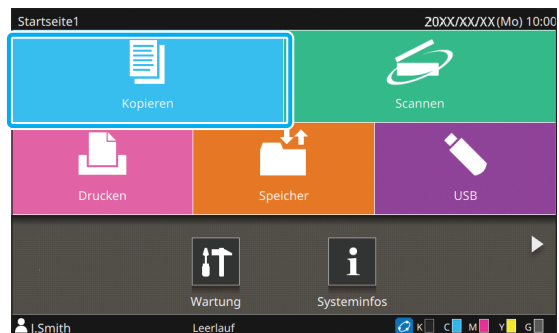 Startseite1 20XX/XX/XX(Mo) 10:00
Kopieren Scannen
Drucken Speicher USB
Wartung Systeminfos
J.Smith Leerlauf K C M Y G